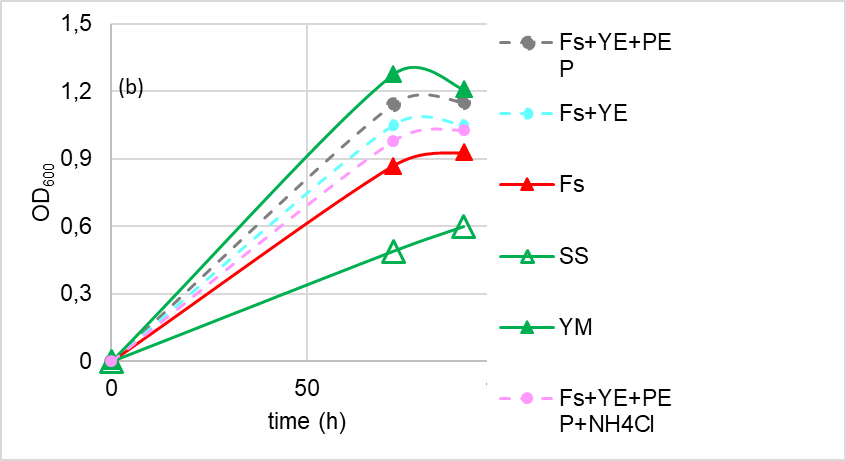 1,5
1,2
0,9
0,6
0,3
0
(b)
OD600
0
50
time (h)
Fs+YE+PE
P
Fs+YE
Fs
SS
YM
Fs+YE+PE
P+NH4Cl